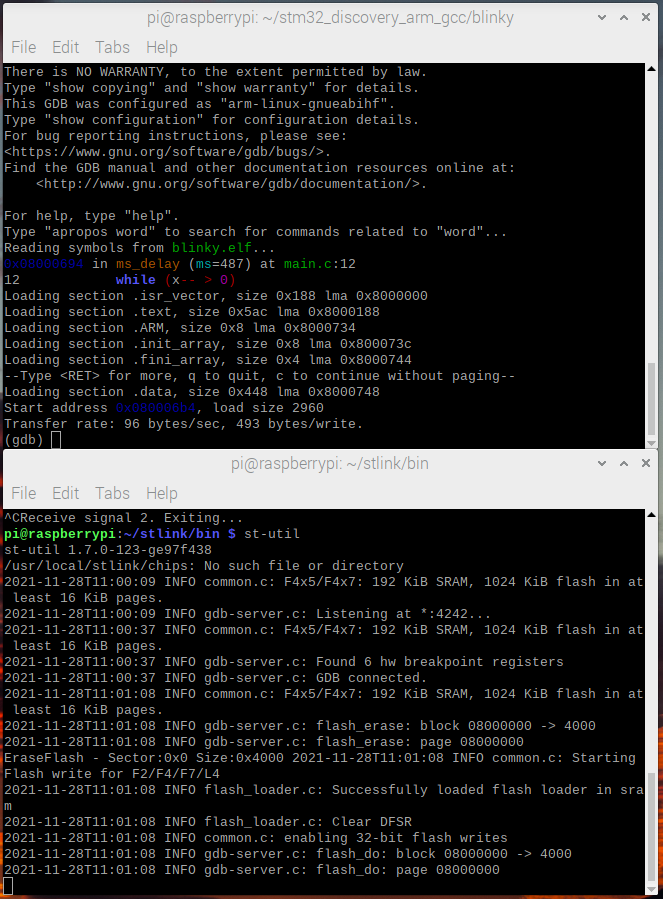 pi@raspberrypi: ~/stm32_discovery_arm_gcc/blinky
File Edit Tabs Help
There is NO WARRANTY, to the extent permitted by law.
Type "show copying" and "show warranty" for details.
This GDB was configured as "arm-linux-gnueabihf".
Type "show configuration" for configuration details.
For bug reporting instructions, please see:
<https://www.gnu.org/software/gdb/bugs/>.
Find the GDB manual and other documentation resources online at:
    <http://www.gnu.org/software/gdb/documentation/>.
For help, type "help".
Type "apropos word" to search for commands related to "word"...
Reading symbols from blinky.elf...
0x08000694 in ms_delay (ms=487) at main.c:12
12            while (x-- > 0)
Loading section .isr_vector, size 0x188 lma 0x8000000
Loading section .text, size 0x5ac lma 0x8000188
Loading section .ARM, size 0x8 lma 0x8000734
Loading section .init_array, size 0x8 lma 0x800073c
Loading section .fini_array, size 0x4 lma 0x8000744
--Type <RET> for more, q to quit, c to continue without paging--
Loading section .data, size 0x448 lma 0x8000748
Start address 0x080006b4, load size 2960
Transfer rate: 96 bytes/sec, 493 bytes/write.
(gdb)
pi@raspberrypi: ~/stlink/bin
File Edit Tabs Help
^CReceive signal 2. Exiting...
pi@raspberrypi:~/stlink/bin $ st-util
st-util 1.7.0-123-ge97f438
/usr/local/stlink/chips: No such file or directory
2021-11-28T11:00:09 INFO common.c: F4x5/F4x7: 192 KiB SRAM, 1024 KiB flash in at
 least 16 KiB pages.
2021-11-28T11:00:09 INFO gdb-server.c: Listening at *:4242...
2021-11-28T11:00:37 INFO common.c: F4x5/F4x7: 192 KiB SRAM, 1024 KiB flash in at
 least 16 KiB pages.
2021-11-28T11:00:37 INFO gdb-server.c: Found 6 hw breakpoint registers
2021-11-28T11:00:37 INFO gdb-server.c: GDB connected.
2021-11-28T11:01:08 INFO common.c: F4x5/F4x7: 192 KiB SRAM, 1024 KiB flash in at
 least 16 KiB pages.
2021-11-28T11:01:08 INFO gdb-server.c: flash_erase: block 08000000 -> 4000
2021-11-28T11:01:08 INFO gdb-server.c: flash_erase: page 08000000
EraseFlash - Sector:0x0 Size:0x4000 2021-11-28T11:01:08 INFO common.c: Starting
Flash write for F2/F4/F7/L4
2021-11-28T11:01:08 INFO flash_loader.c: Successfully loaded flash loader in sra
m
2021-11-28T11:01:08 INFO flash_loader.c: Clear DFSR
2021-11-28T11:01:08 INFO common.c: enabling 32-bit flash writes
2021-11-28T11:01:08 INFO gdb-server.c: flash_do: block 08000000 -> 4000
2021-11-28T11:01:08 INFO gdb-server.c: flash_do: page 08000000